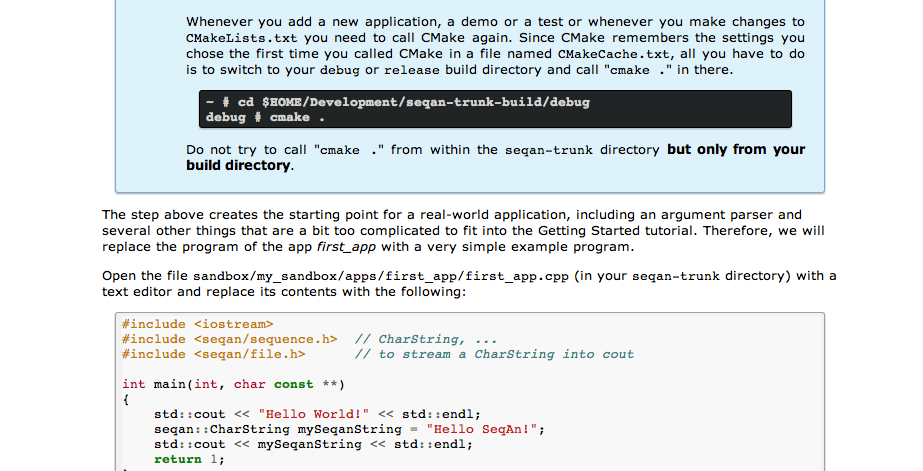 Whenever you add a new application, a demo or a test or whenever you make changes to
CMakeLists.txt you need to call CMake again. Since CMake remembers the settings you
chose the first time you called CMake in a file named CMakeCache.txt, all you have to do
is to switch to your debug or release build directory and call "cmake ." in there.
~ # cd $HOME/Development/seqan-trunk-build/debug
debug # cmake .
Do not try to call "cmake ." from within the seqan-trunk directory but only from your
build directory.
The step above creates the starting point for a real-world application, including an argument parser and
several other things that are a bit too complicated to fit into the Getting Started tutorial. Therefore, we will
replace the program of the app first_app with a very simple example program.
Open the file sandbox/my_sandbox/apps/first_app/first_app.cpp (in your seqan-trunk directory) with a
text editor and replace its contents with the following:
#include <iostream>
#include <seqan/sequence.h>  // CharString, ...
#include <seqan/file.h>      // to stream a CharString into cout
int main(int, char const **)
{
    std::cout << "Hello World!" << std::endl;
    seqan::CharString mySeqanString = "Hello SeqAn!";
    std::cout << mySeqanString << std::endl;
    return 1;